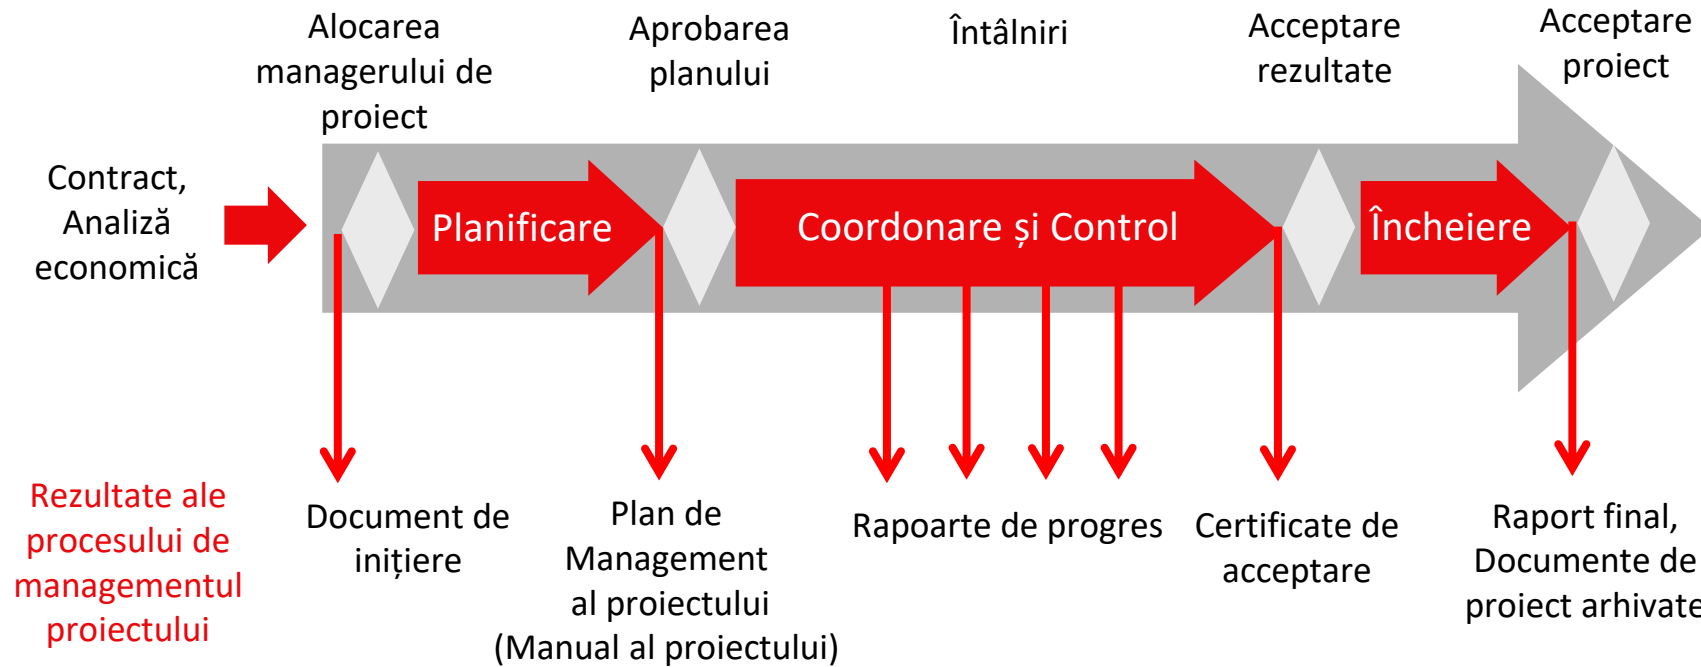 Alocarea
managerului de
proiect
Aprobarea
planului
Întâlniri
Acceptare
rezultate
Acceptare
proiect
Contract,
Analiză
economică
Planificare
Coordonare și Control
Încheiere
Rezultate ale
procesului de
managementul
proiectului
Document de
inițiere
Plan de
Management
al proiectului
(Manual al proiectului)
Rapoarte de progres
Certificate de
acceptare
Raport final,
Documente de
proiect arhivate